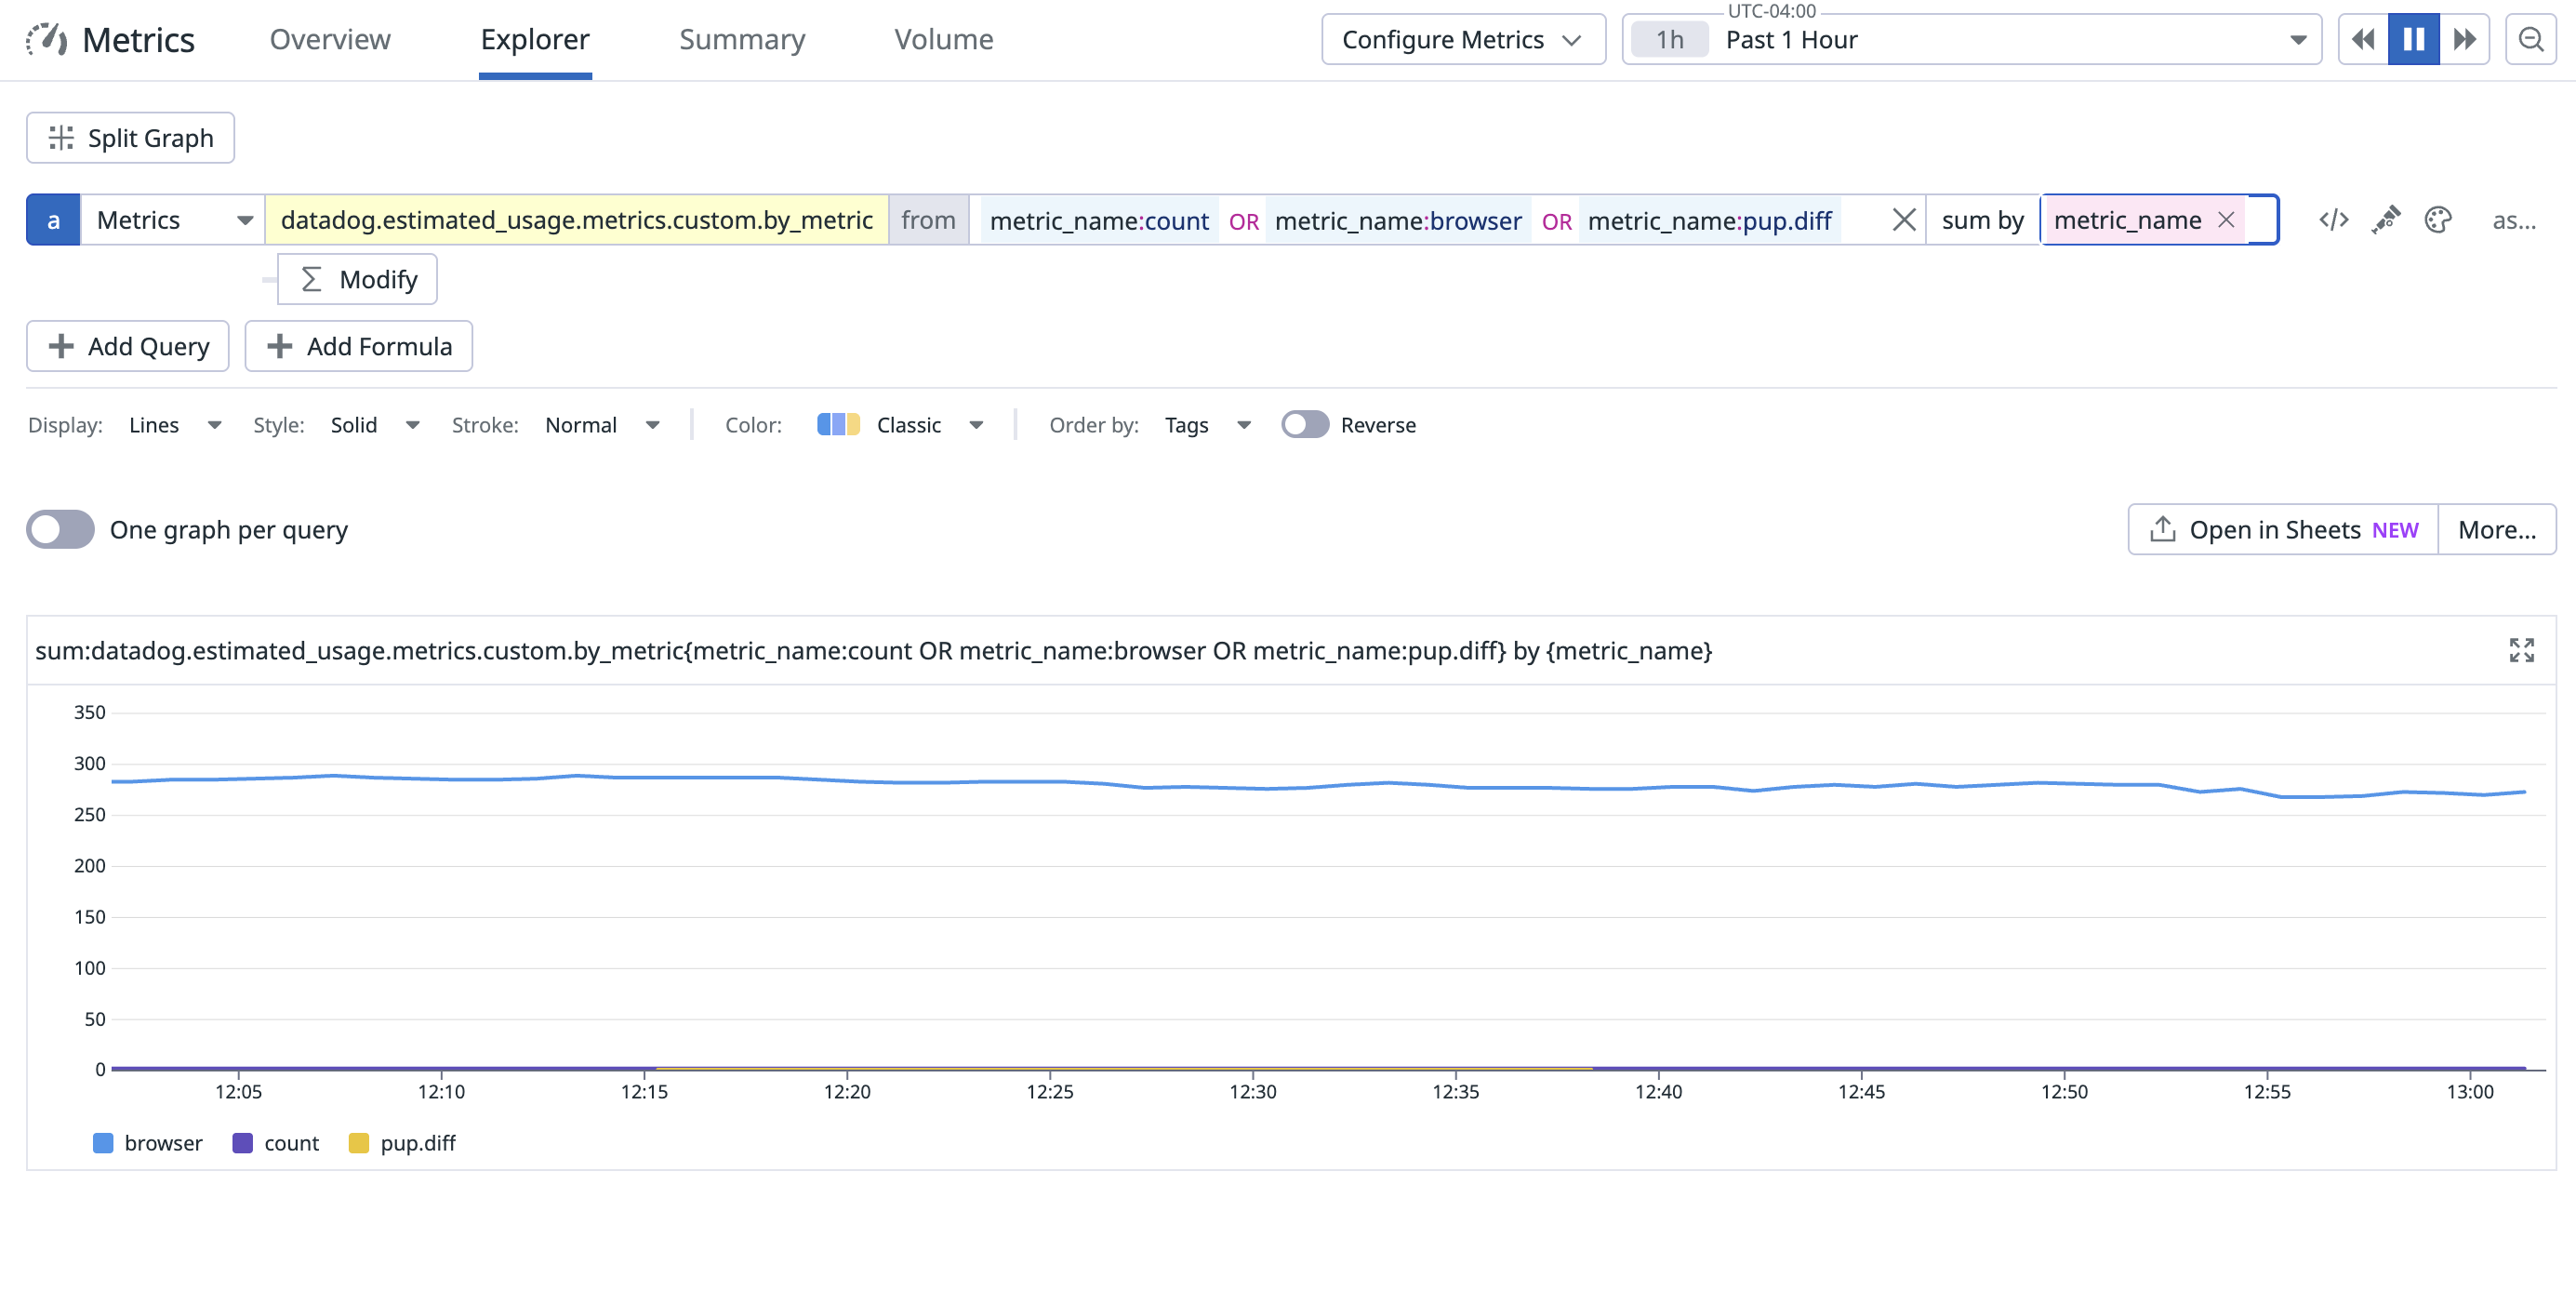 UTC-04:00
Metrics Overview Explorer Summary Volume Configure Metrics 1h Past 1 Hour
Split Graph
a Metrics datadog.estimated_usage.metrics.custom.by_metric from metric_name:count OR metric_name:browser OR metric_name:pup.diff sum by metric_name as...
Modify
Add Query Add Formula
Display: Lines Style: Solid Stroke: Normal Color: Classic Order by: Tags Reverse
One graph per query Open in Sheets NEW More...
sum:datadog.estimated_usage.metrics.custom.by_metric{metric_name:count OR metric_name:browser OR metric_name:pup.diff} by {metric_name}
350
300
250
200
150
100
50
0
12:05 12:10 12:15 12:20 12:25 12:30 12:35 12:40 12:45 12:50 12:55 13:00
browser count pup.diff